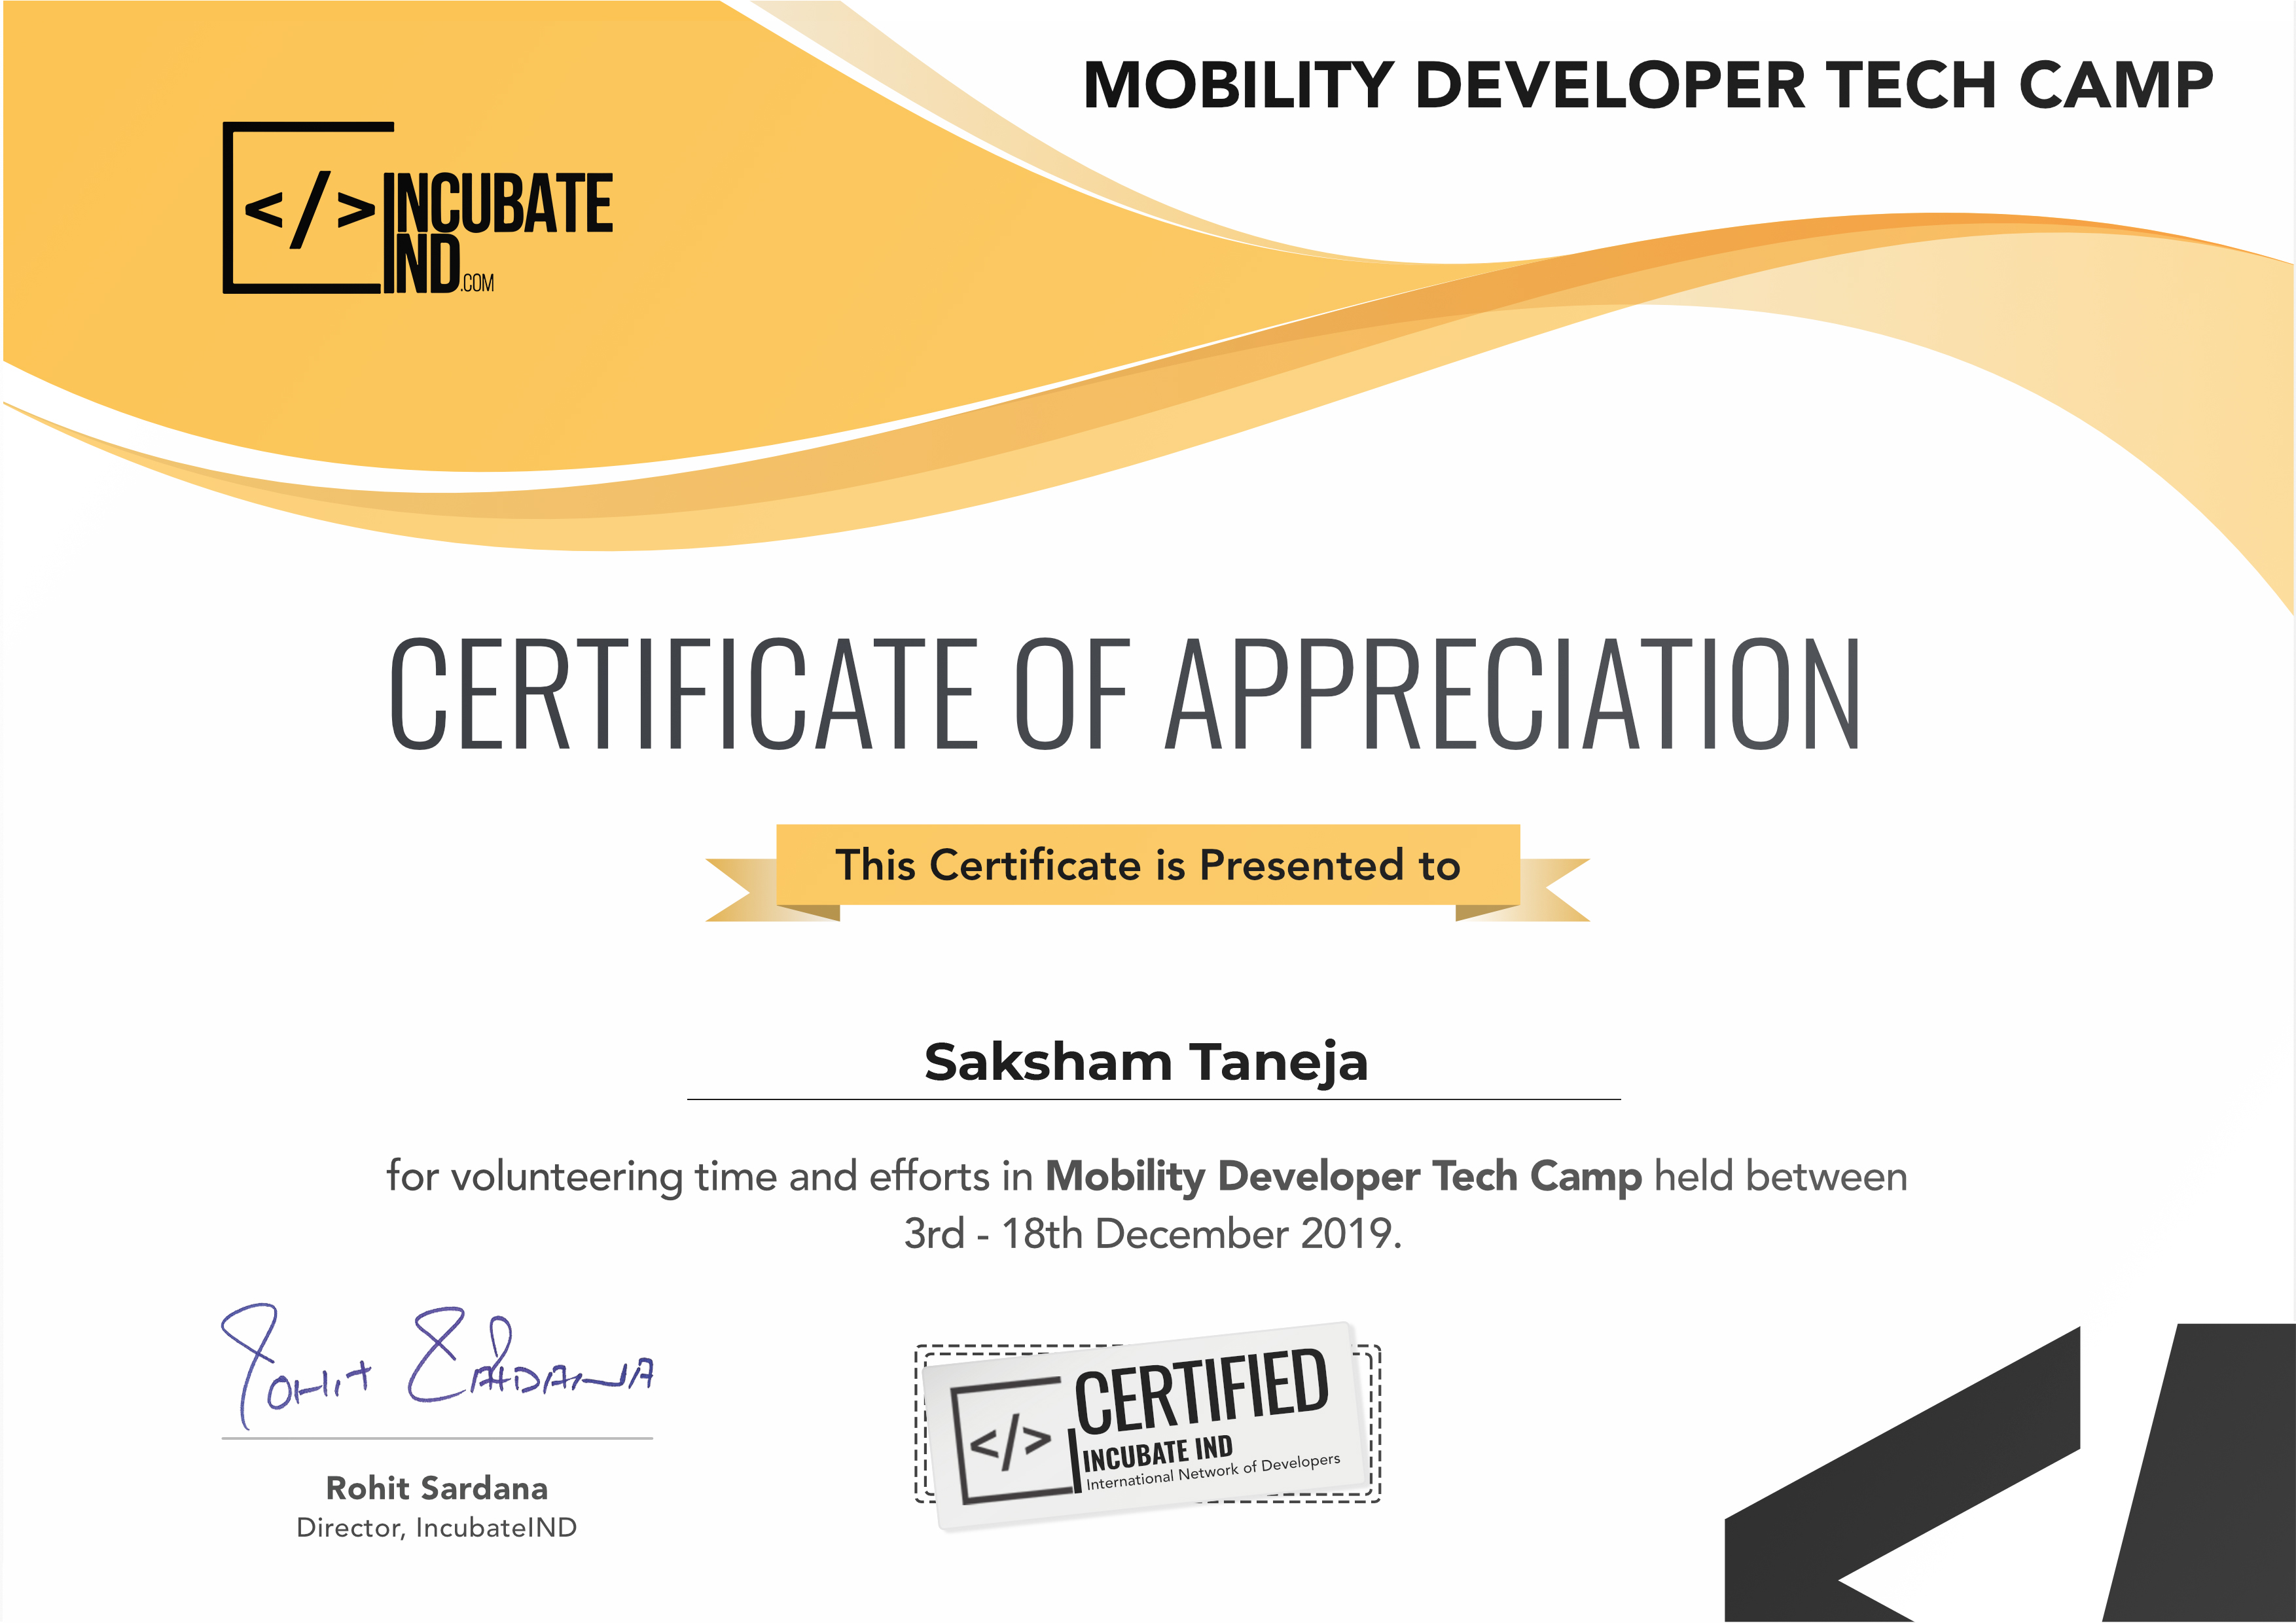 MOBILITY DEVELOPER TECH CAMP
</> INCUBATE
IND.COM
CERTIFICATE OF APPRECIATION
This Certificate is Presented to
Saksham Taneja
for volunteering time and efforts in Mobility Developer Tech Camp held between
3rd - 18th December 2019.
Rohit Sardana
Rohit Sardana
Director, IncubateIND
CERTIFIED
</>
INCUBATE IND
International Network of Developers